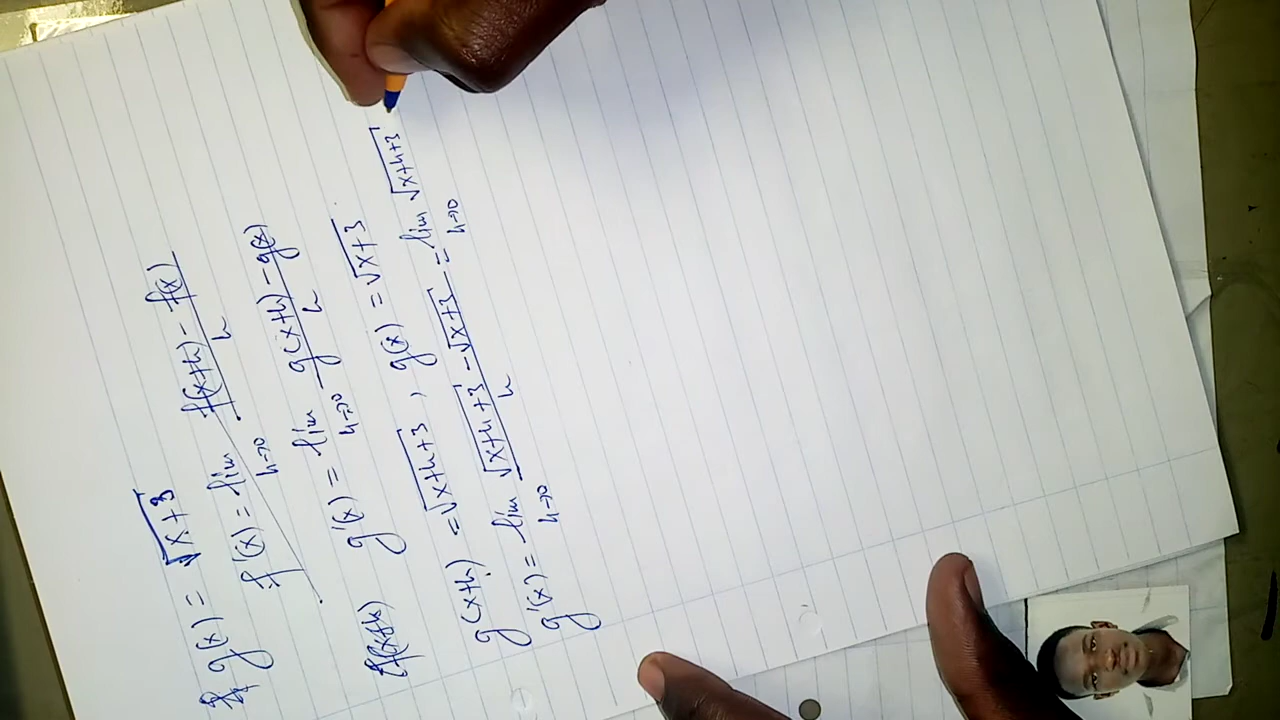 g(x) = √x+3
f'(x) = lim h→0 f(x+h) - f(x) / h
g'(x) = lim h→0 g(x+h) - g(x) / h
f(x+h)
g(x+h) = √x+h+3 , g(x) = √x+3
g'(x) = lim h→0 √x+h+3 - √x+3 / h = lim h→0 √x+h+3